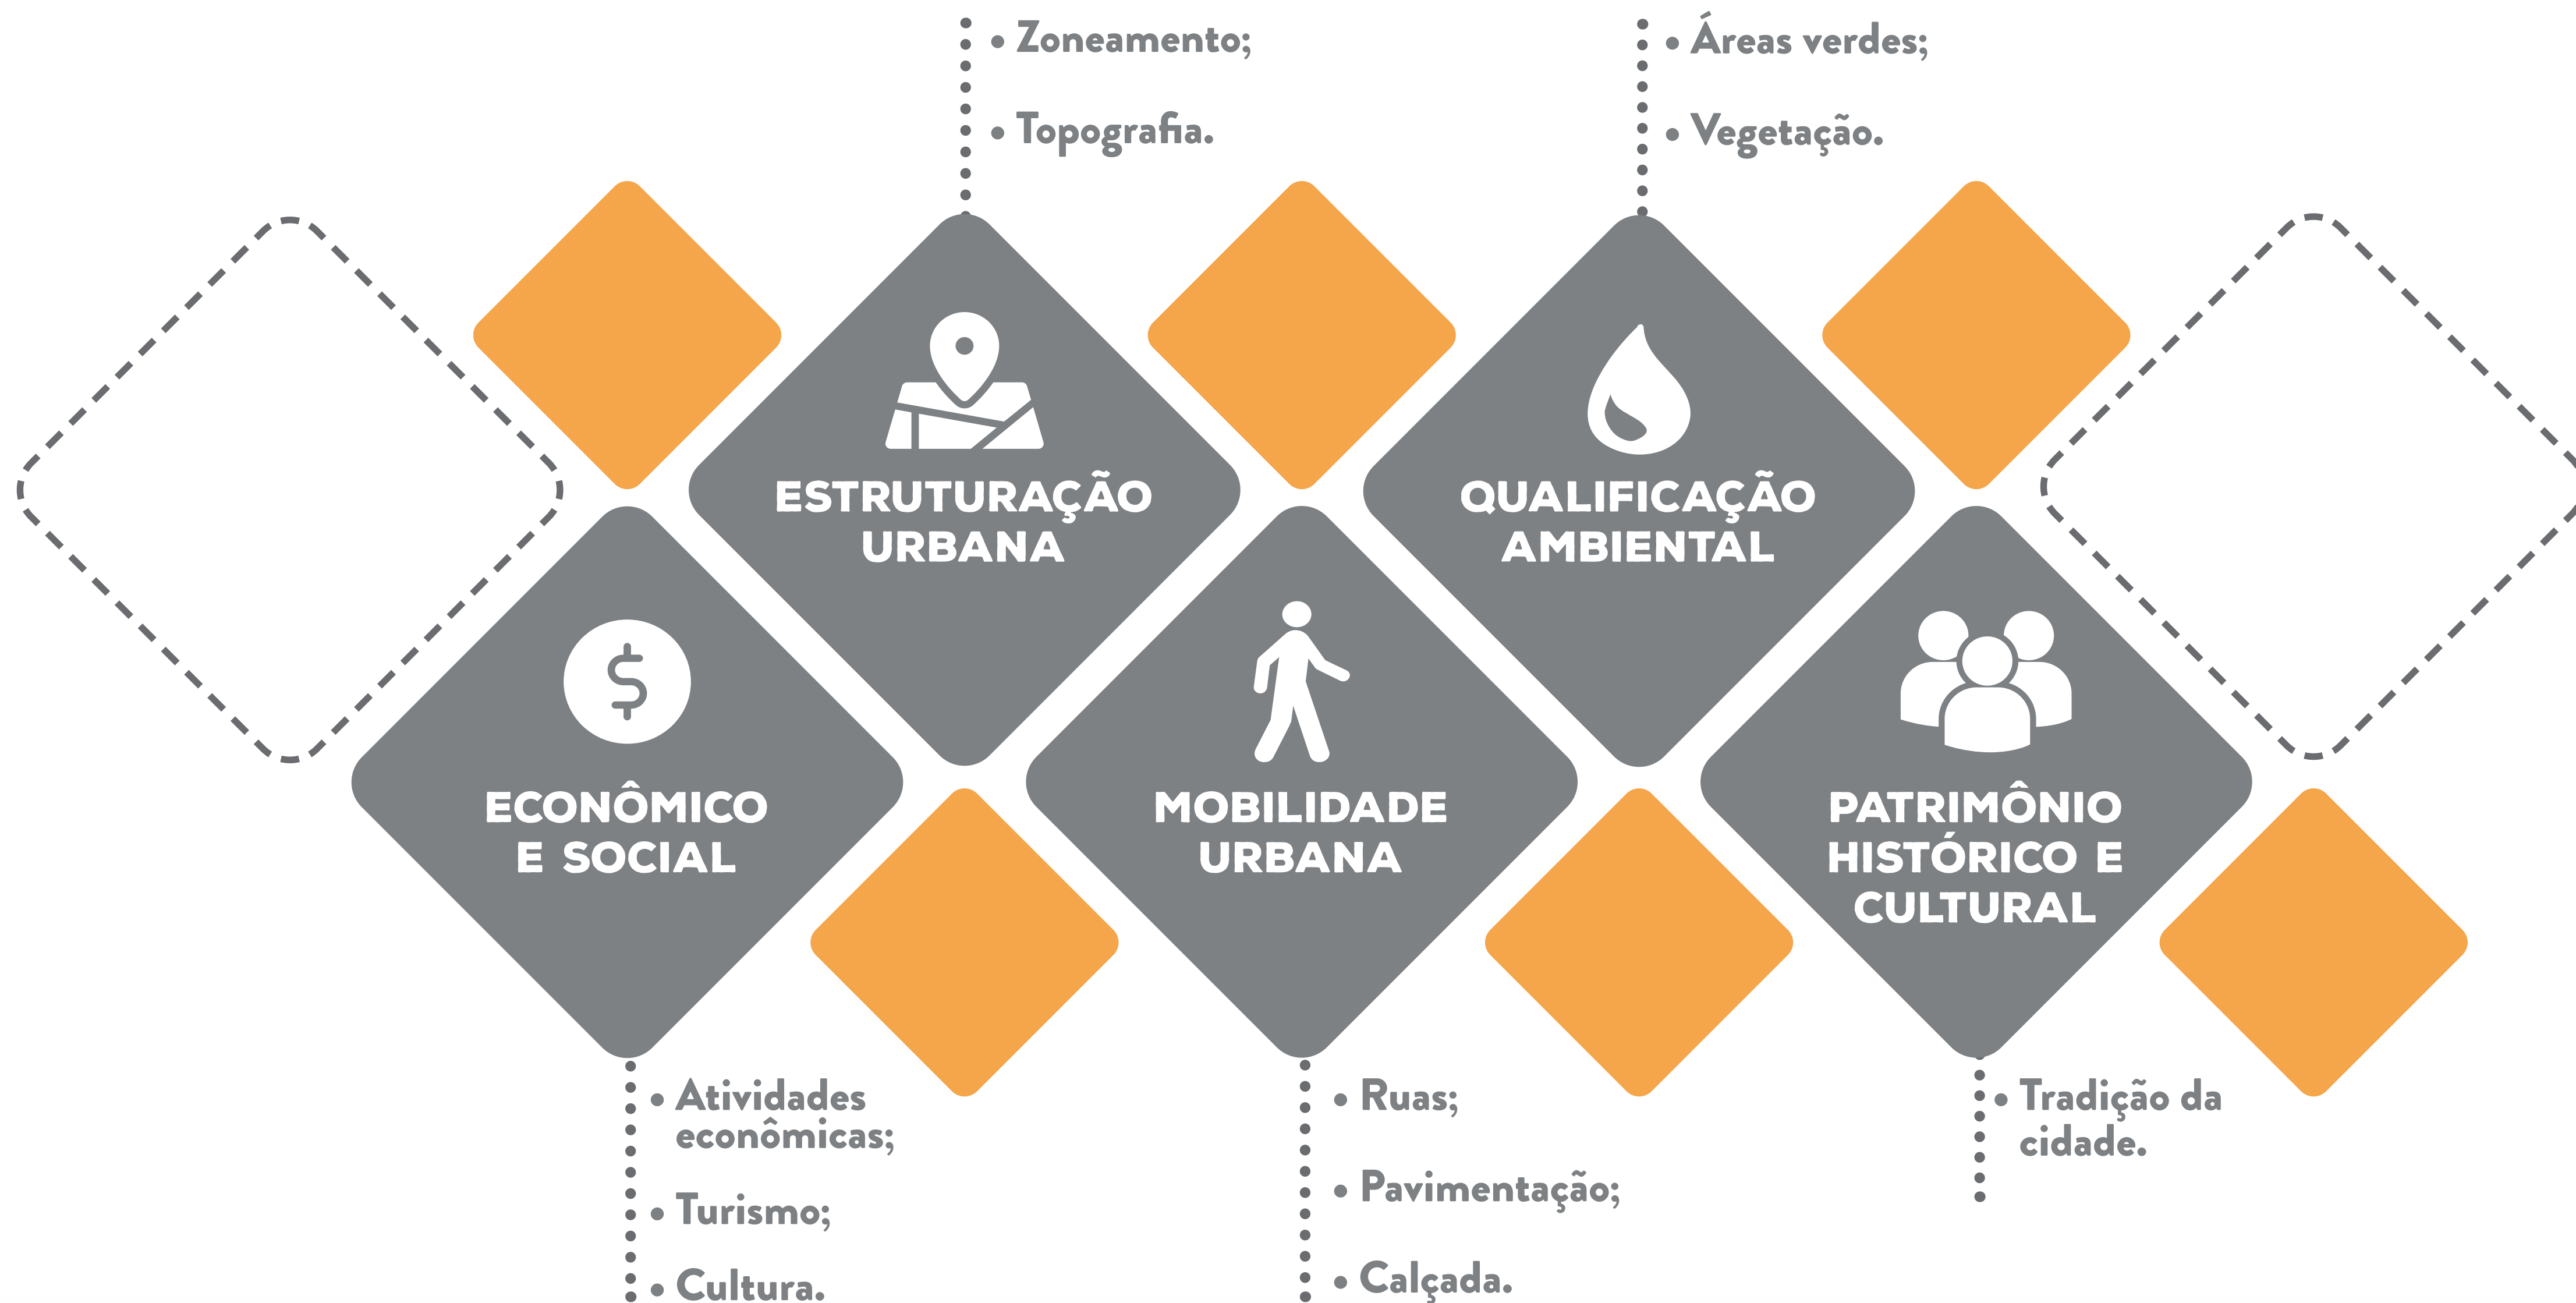 • Zoneamento;
• Topografia.
• Áreas verdes;
• Vegetação.
ESTRUTURAÇÃO
URBANA
QUALIFICAÇÃO
AMBIENTAL
$
ECONÔMICO
E SOCIAL
MOBILIDADE
URBANA
PATRIMÔNIO
HISTÓRICO E
CULTURAL
• Atividades
econômicas;
• Turismo;
• Cultura.
• Ruas;
• Pavimentação;
• Calçada.
• Tradição da
cidade.